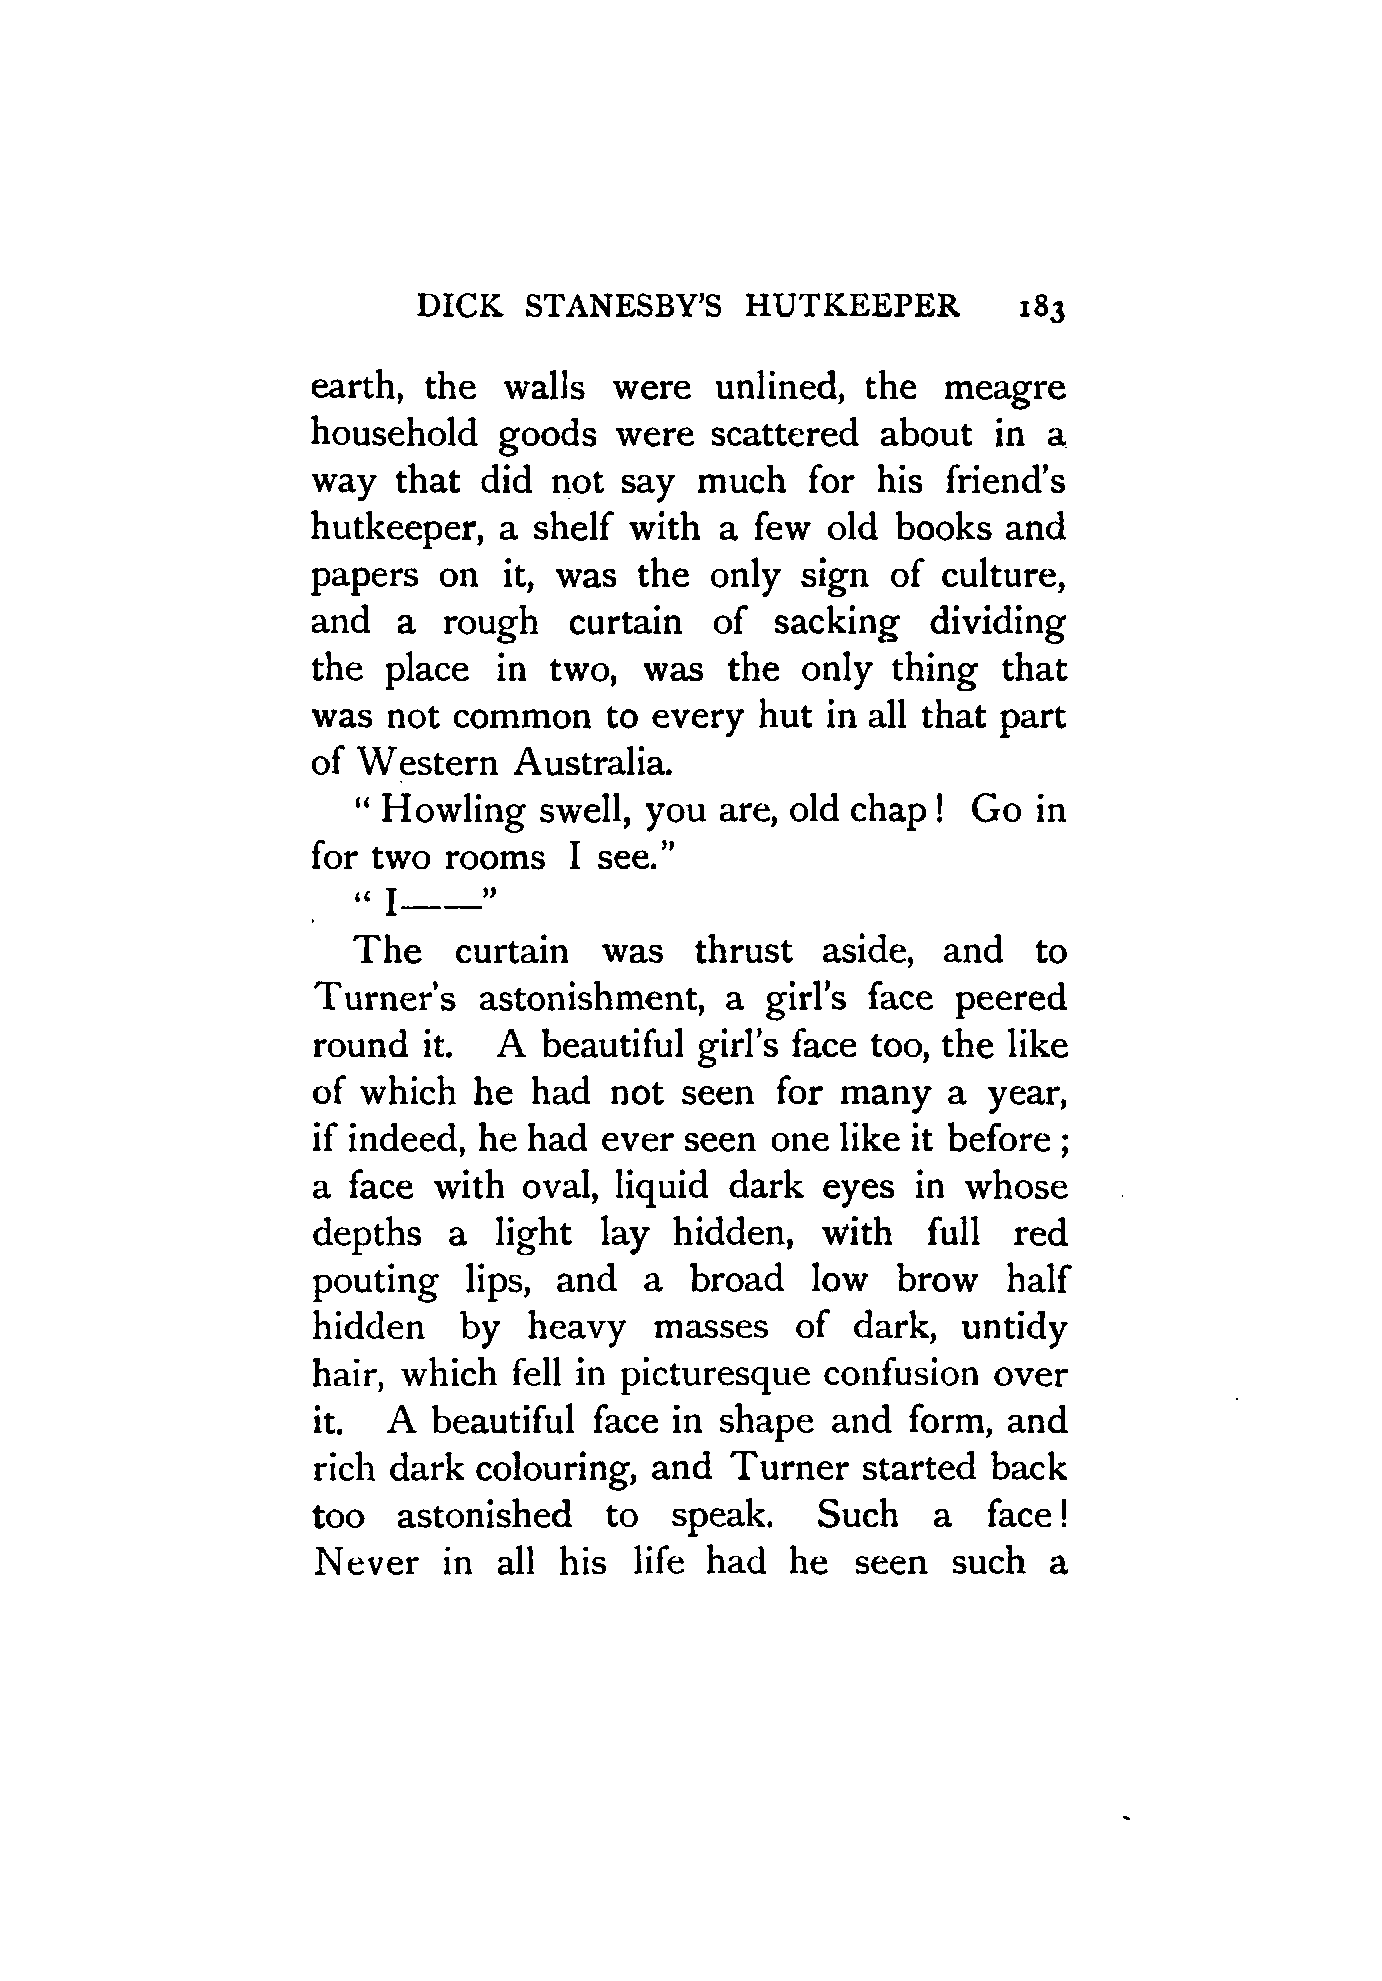 DICK STANESBY'S HUTKEEPER 183
earth, the walls were unlined, the meagre
household goods were scattered about in a
way that did not say much for his friend's
hutkeeper, a shelf with a few old books and
papers on it, was the only sign of culture,
and a rough curtain of sacking dividing
the place in two, was the only thing that
was not common to every hut in all that part
of Western Australia.
" Howling swell, you are, old chap ! Go in
for two rooms I see."
" I——"
The curtain was thrust aside, and to
Turner's astonishment, a girl's face peered
round it. A beautiful girl's face too, the like
of which he had not seen for many a year,
if indeed, he had ever seen one like it before ;
a face with oval, liquid dark eyes in whose
depths a light lay hidden, with full red
pouting lips, and a broad low brow half
hidden by heavy masses of dark, untidy
hair, which fell in picturesque confusion over
it. A beautiful face in shape and form, and
rich dark colouring, and Turner started back
too astonished to speak. Such a face !
Never in all his life had he seen such a